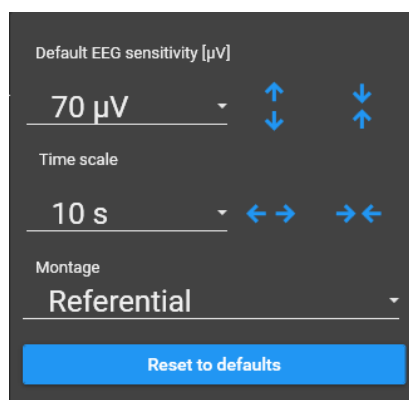 Default EEG sensitivity [µV]
70 µV
Time scale
10 s
Montage
Referential
Reset to defaults